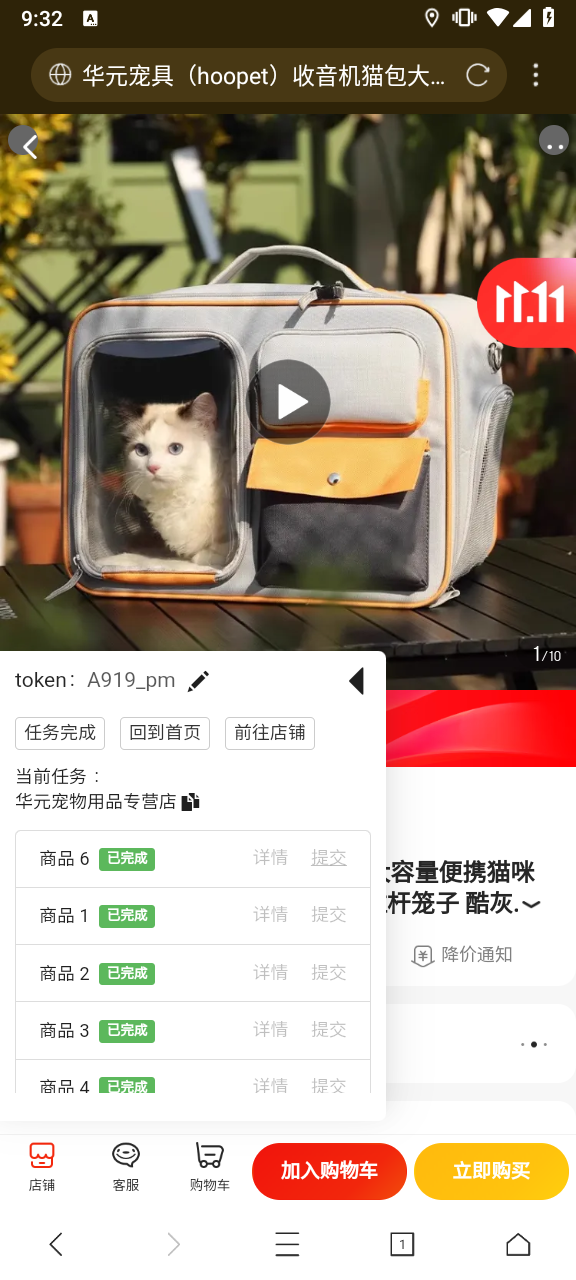 9:32
A
华元宠具（hoopet）收音机猫包大...
11.11
1/10
token： A919_pm
任务完成 回到首页 前往店铺
当前任务：
华元宠物用品专营店
商品 6 已完成 详情 提交
商品 1 已完成 详情 提交
商品 2 已完成 详情 提交
商品 3 已完成 详情 提交
商品 4 已完成 详情 提交
容量便携猫咪
杆笼子 酷灰.
降价通知
店铺 客服 购物车 加入购物车 立即购买
1